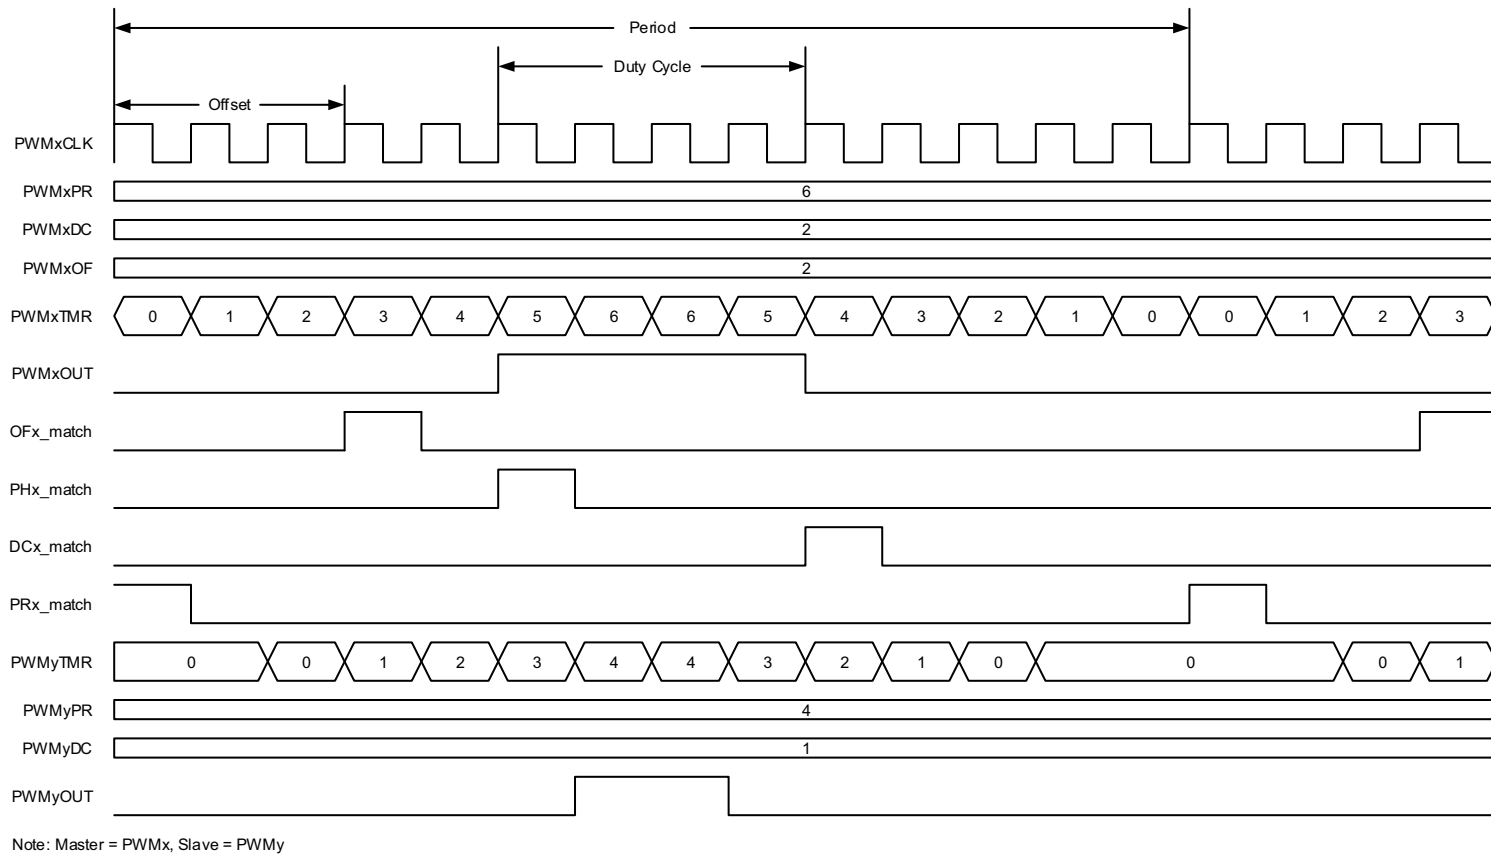 Period
Duty Cycle
Offset
PWMxCLK
PWMxPR 6
PWMxDC 2
PWMxOF 2
PWMxTMR 0 1 2 3 4 5 6 6 5 4 3 2 1 0 0 1 2 3
PWMxOUT
OFx_match
PHx_match
DCx_match
PRx_match
PWMyTMR 0 0 1 2 3 4 4 3 2 1 0 0 0 1
PWMyPR 4
PWMyDC 1
PWMyOUT
Note: Master = PWMx, Slave = PWMy